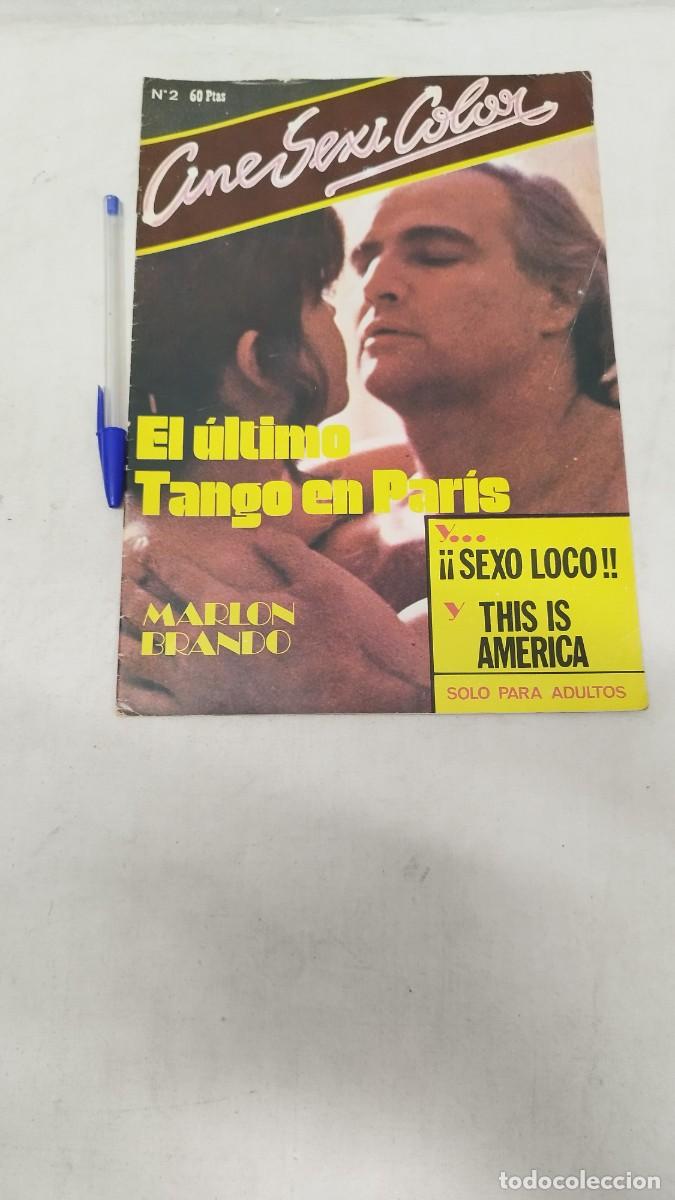 Nº2 60 Ptas
Cine Sexi Color
El último
Tango en París
MARLON
BRANDO
Y...
¡¡SEXO LOCO!!
Y THIS IS
AMERICA
SOLO PARA ADULTOS
todocoleccion